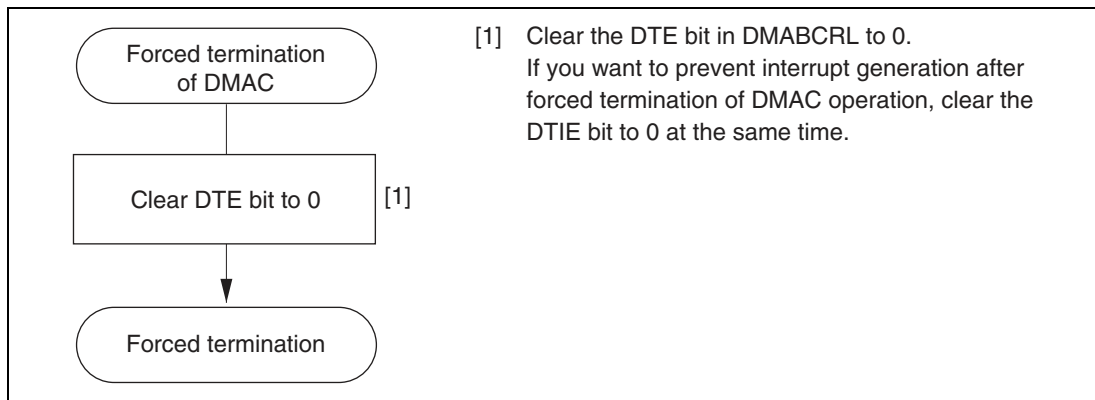 Forced termination
of DMAC
Clear DTE bit to 0
[1]
Forced termination
[1] Clear the DTE bit in DMABCRL to 0.
If you want to prevent interrupt generation after
forced termination of DMAC operation, clear the
DTIE bit to 0 at the same time.